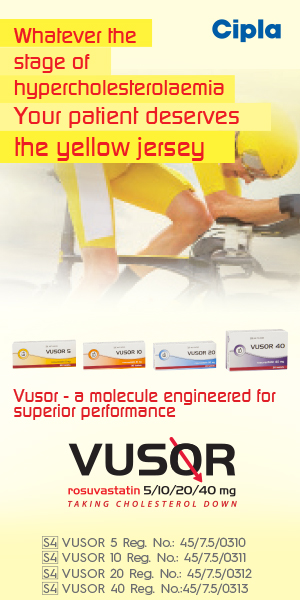 Cipla
Whatever the
stage of
hypercholesterolaemia
Your patient deserves
the yellow jersey
VUSOR 5
VUSOR 10
VUSOR 20
VUSOR 40
Vusor - a molecule engineered for
superior performance
VUSOR
rosuvastatin 5/10/20/40 mg
TAKING CHOLESTEROL DOWN
S4 VUSOR 5 Reg. No.: 45/7.5/0310
S4 VUSOR 10 Reg. No.: 45/7.5/0311
S4 VUSOR 20 Reg. No.: 45/7.5/0312
S4 VUSOR 40 Reg. No.:45/7.5/0313